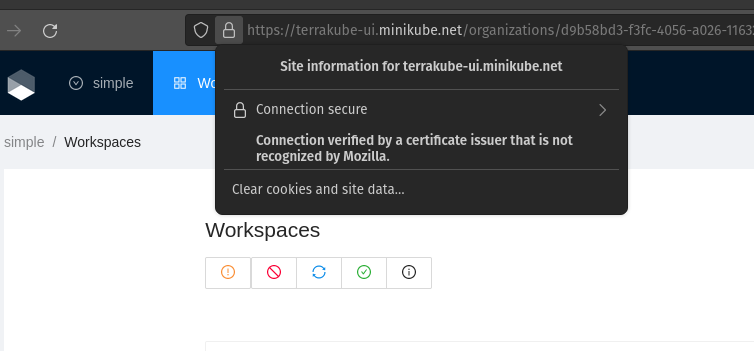 https://terrakube-ui.minikube.net/organizations/d9b58bd3-f3fc-4056-a026-1163
Site information for terrakube-ui.minikube.net
simple
Wo
Connection secure
Connection verified by a certificate issuer that is not
recognized by Mozilla.
simple / Workspaces
Clear cookies and site data...
Workspaces